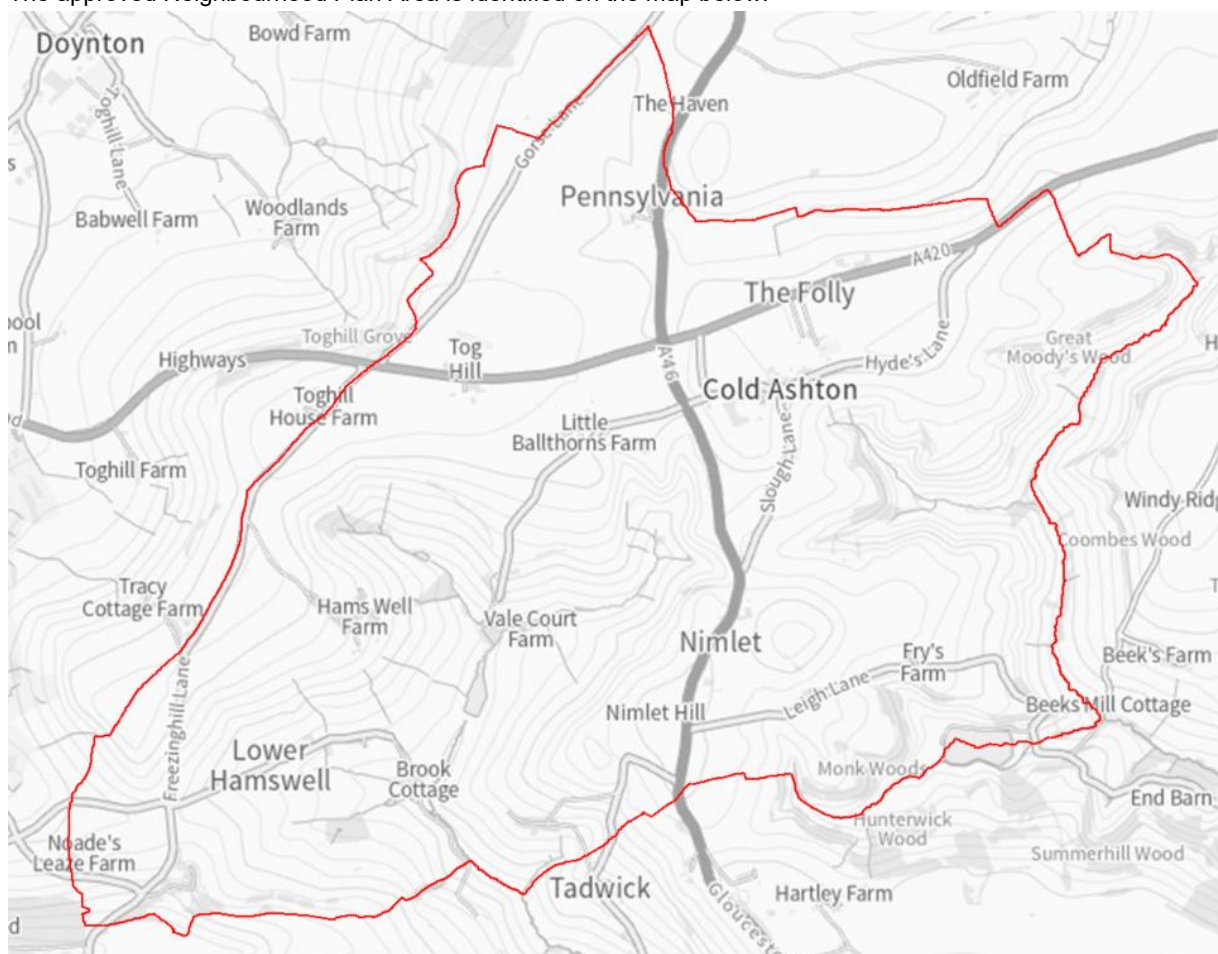 The approved Neighbourhood Plan Area is identified on the map below.
Doynton
Bowd Farm
Oldfield Farm
The Haven
Toghill Lane
Gorse Lane
Pennsylvania
Babwell Farm
Woodlands
Farm
A420
The Folly
Toghill Grove
Great
Moody's Wood
Highways
Tog
Hill
A46
Hyde's Lane
Toghill
House Farm
Cold Ashton
Little
Ballthorns Farm
Toghill Farm
Slough Lane
Windy Ridg
Coombes Wood
Tracy
Cottage Farm
Hams Well
Farm
Vale Court
Farm
Nimlet
Fry's
Farm
Beek's Farm
Freezinghill Lane
Leigh Lane
Nimlet Hill
Beeks Mill Cottage
Lower
Hamswell
Brook
Cottage
Monk Woods
End Barn
Noade's
Leaze Farm
Hunterwick
Wood
Summerhill Wood
Tadwick
Hartley Farm
Gloucest